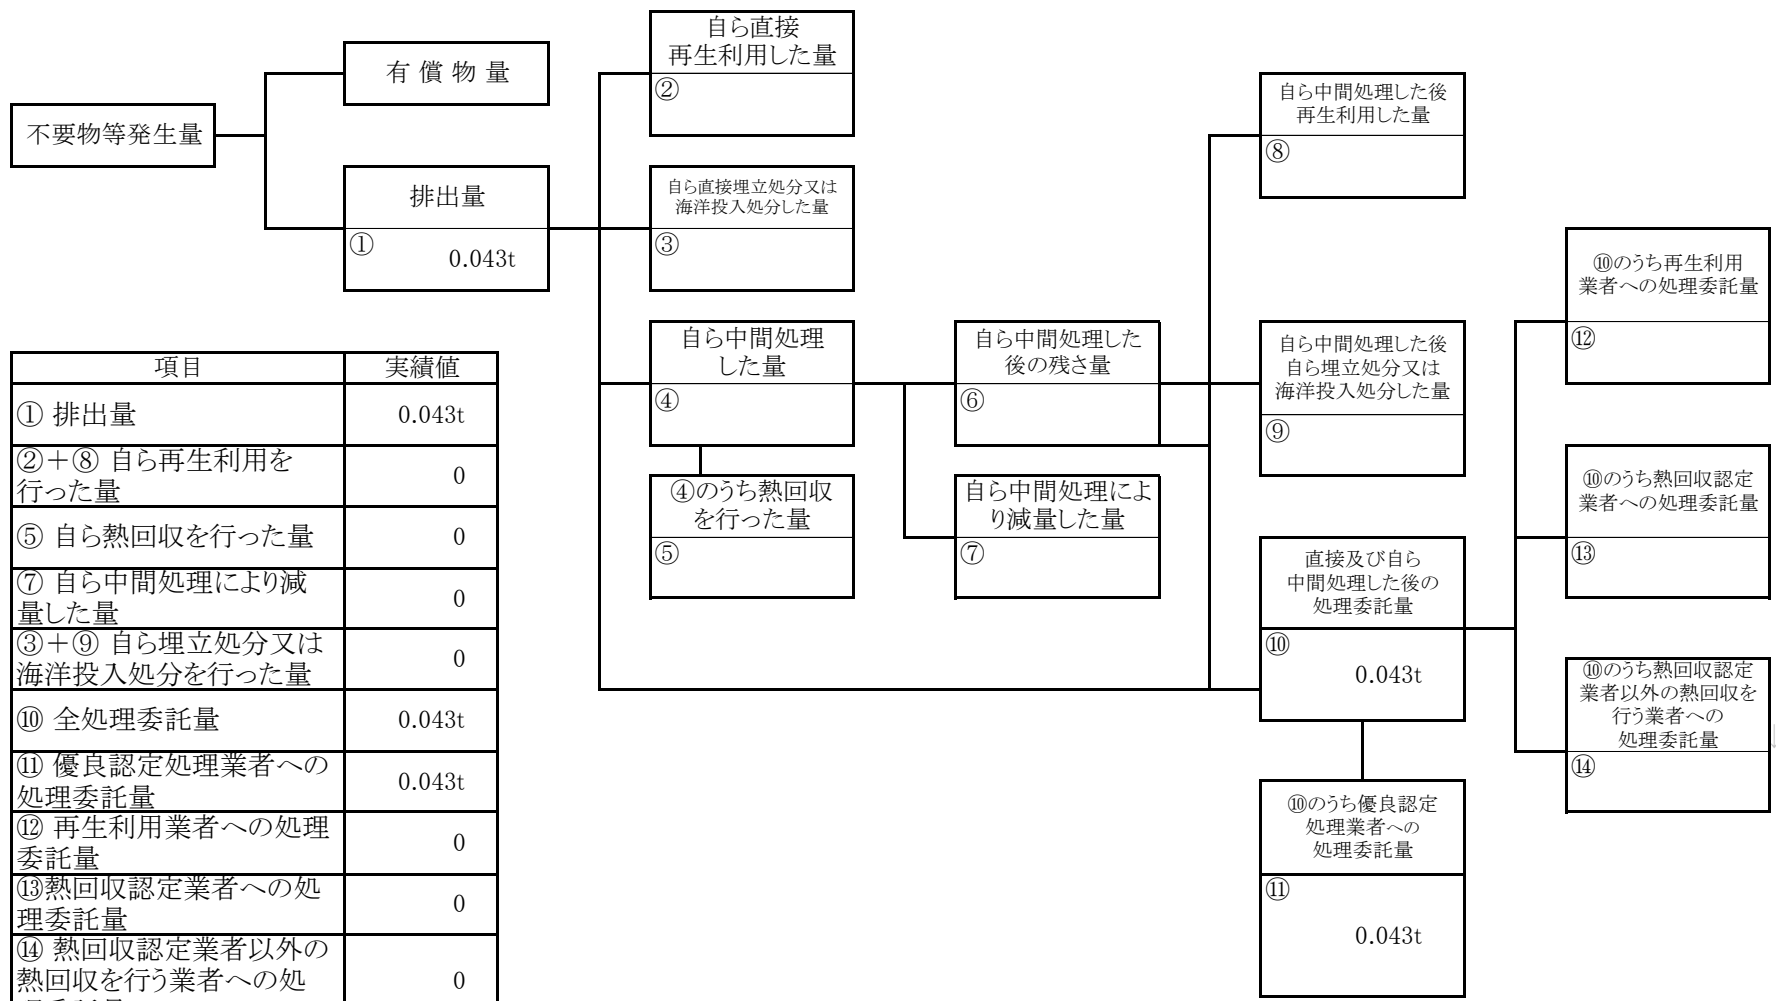 不要物等発生量
有 償 物 量
排出量
①
0.043t
自ら直接
再生利用した量
②
自ら直接埋立処分又は
海洋投入処分した量
③
自ら中間処理
した量
④
④のうち熱回収
を行った量
⑤
自ら中間処理した
後の残さ量
⑥
自ら中間処理によ
り減量した量
⑦
自ら中間処理した後
再生利用した量
⑧
自ら中間処理した後
自ら埋立処分又は
海洋投入処分した量
⑨
直接及び自ら
中間処理した後の
処理委託量
⑩
0.043t
⑩のうち優良認定
処理業者への
処理委託量
⑪
0.043t
⑩のうち再生利用
業者への処理委託量
⑫
⑩のうち熱回収認定
業者への処理委託量
⑬
⑩のうち熱回収認定
業者以外の熱回収を
行う業者への
処理委託量
⑭
項目 実績値
① 排出量 0.043t
②＋⑧ 自ら再生利用を
行った量 0
⑤ 自ら熱回収を行った量 0
⑦ 自ら中間処理により減
量した量 0
③＋⑨ 自ら埋立処分又は
海洋投入処分を行った量 0
⑩ 全処理委託量 0.043t
⑪ 優良認定処理業者への
処理委託量 0.043t
⑫ 再生利用業者への処理
委託量 0
⑬熱回収認定業者への処
理委託量 0
⑭ 熱回収認定業者以外の
熱回収を行う業者への処 0